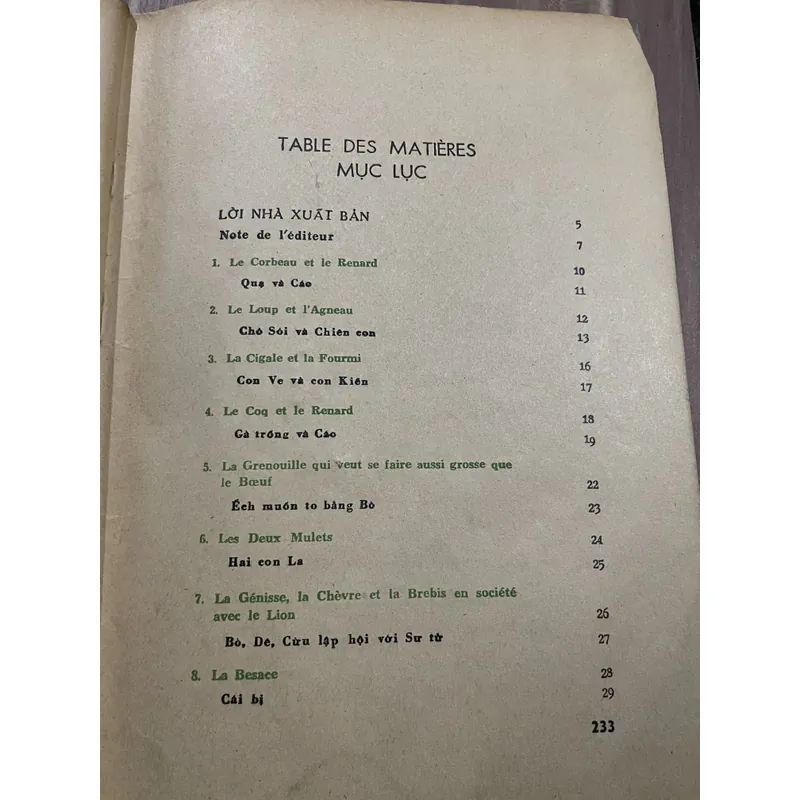 TABLE DES MATIÈRES
MỤC LỤC
LỜI NHÀ XUẤT BẢN 5
Note de l'éditeur 7
1. Le Corbeau et le Renard 10
Quạ và Cáo 11
2. Le Loup et l'Agneau 12
Chó Sói và Chiên con 13
3. La Cigale et la Fourmi 16
Con Ve và con Kiến 17
4. Le Coq et le Renard 18
Gà trống và Cáo 19
5. La Grenouille qui veut se faire aussi grosse que
le Bœuf 22
Ếch muốn to bằng Bò 23
6. Les Deux Mulets 24
Hai con La 25
7. La Génisse, la Chèvre et la Brebis en société
avec le Lion 26
Bò, Dê, Cừu lập hội với Sư tử 27
8. La Besace 28
Cái bị 29
233